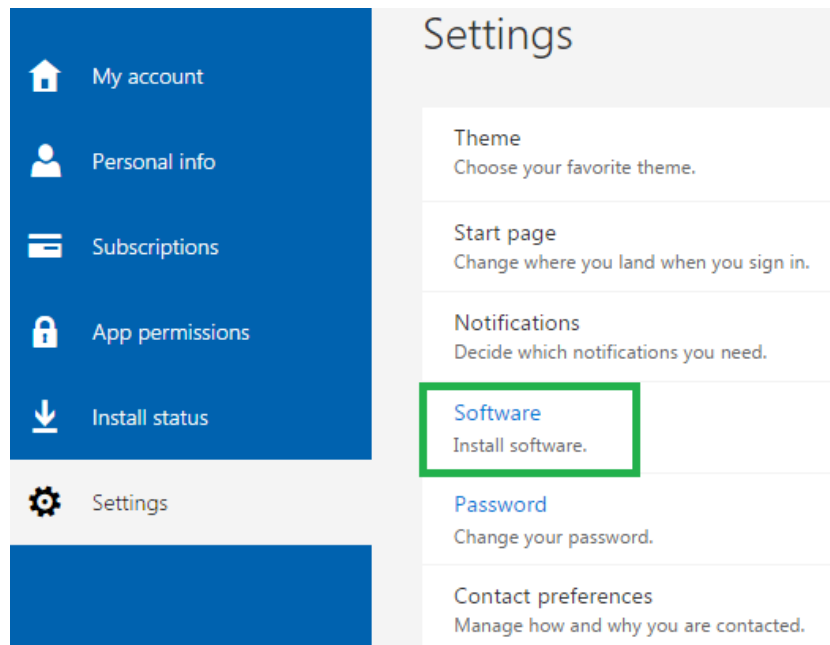 Settings
My account
Personal info
Subscriptions
App permissions
Install status
Settings
Theme
Choose your favorite theme.
Start page
Change where you land when you sign in.
Notifications
Decide which notifications you need.
Software
Install software.
Password
Change your password.
Contact preferences
Manage how and why you are contacted.